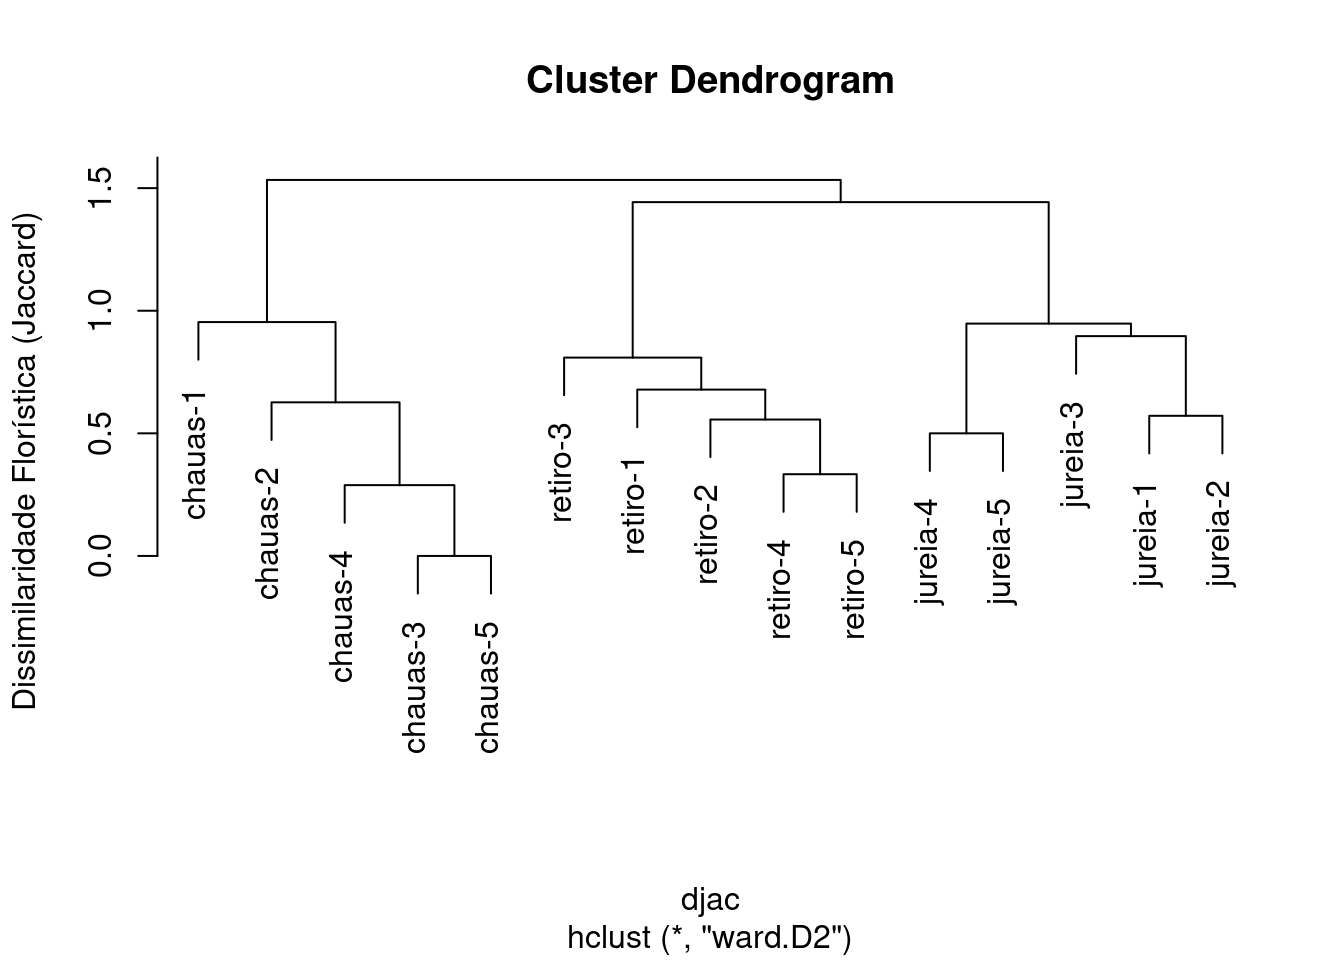 Cluster Dendrogram
Dissimilaridade Florística (Jaccard)
1.5
1.0
0.5
0.0
chauas-1
chauas-2
chauas-4
chauas-3
chauas-5
retiro-3
retiro-1
retiro-2
retiro-4
retiro-5
jureia-4
jureia-5
jureia-3
jureia-1
jureia-2
djac
hclust (*, "ward.D2")